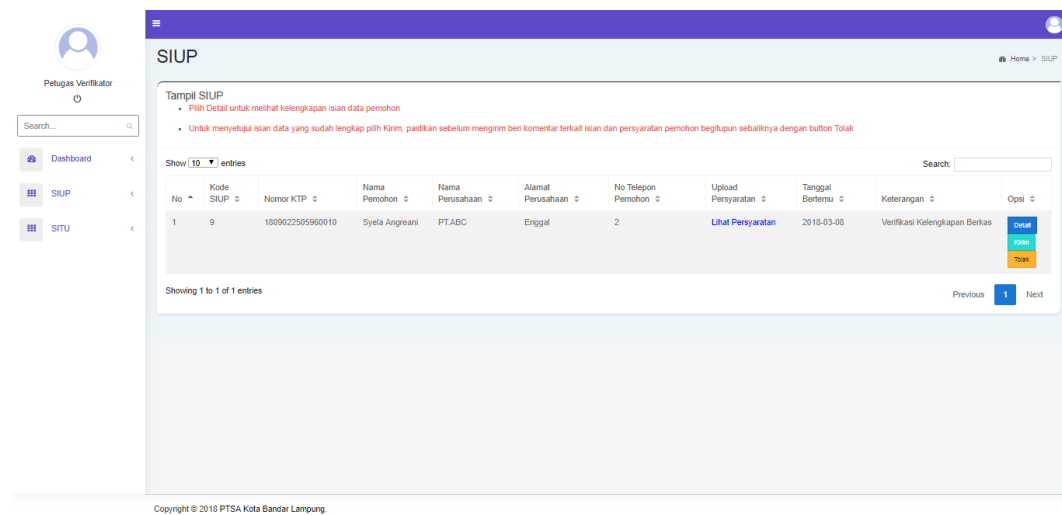 Petugas Verifikator
Search...
Dashboard
SIUP
SITU
SIUP
Home > SIUP
Tampil SIUP
Pilih Detail untuk melihat kelengkapan isian data pemohon
Untuk menyetujui isian data yang sudah lengkap pilih Kirim, pastikan sebelum mengirim beri komentar terkait isian dan persyaratan pemohon begitupun sebaliknya dengan button Tolak
Show 10 entries
Search:
No Kode SIUP Nomor KTP Nama Pemohon Nama Perusahaan Alamat Perusahaan No Telepon Pemohon Upload Persyaratan Tanggal Bertemu Keterangan Opsi
1 9 1809022505960010 Syela Angreani PT.ABC Enggal 2 Lihat Persyaratan 2018-03-08 Verifikasi Kelengkapan Berkas Detail
Kirim
Tolak
Showing 1 to 1 of 1 entries
Previous 1 Next
Copyright © 2018 PTSA Kota Bandar Lampung.